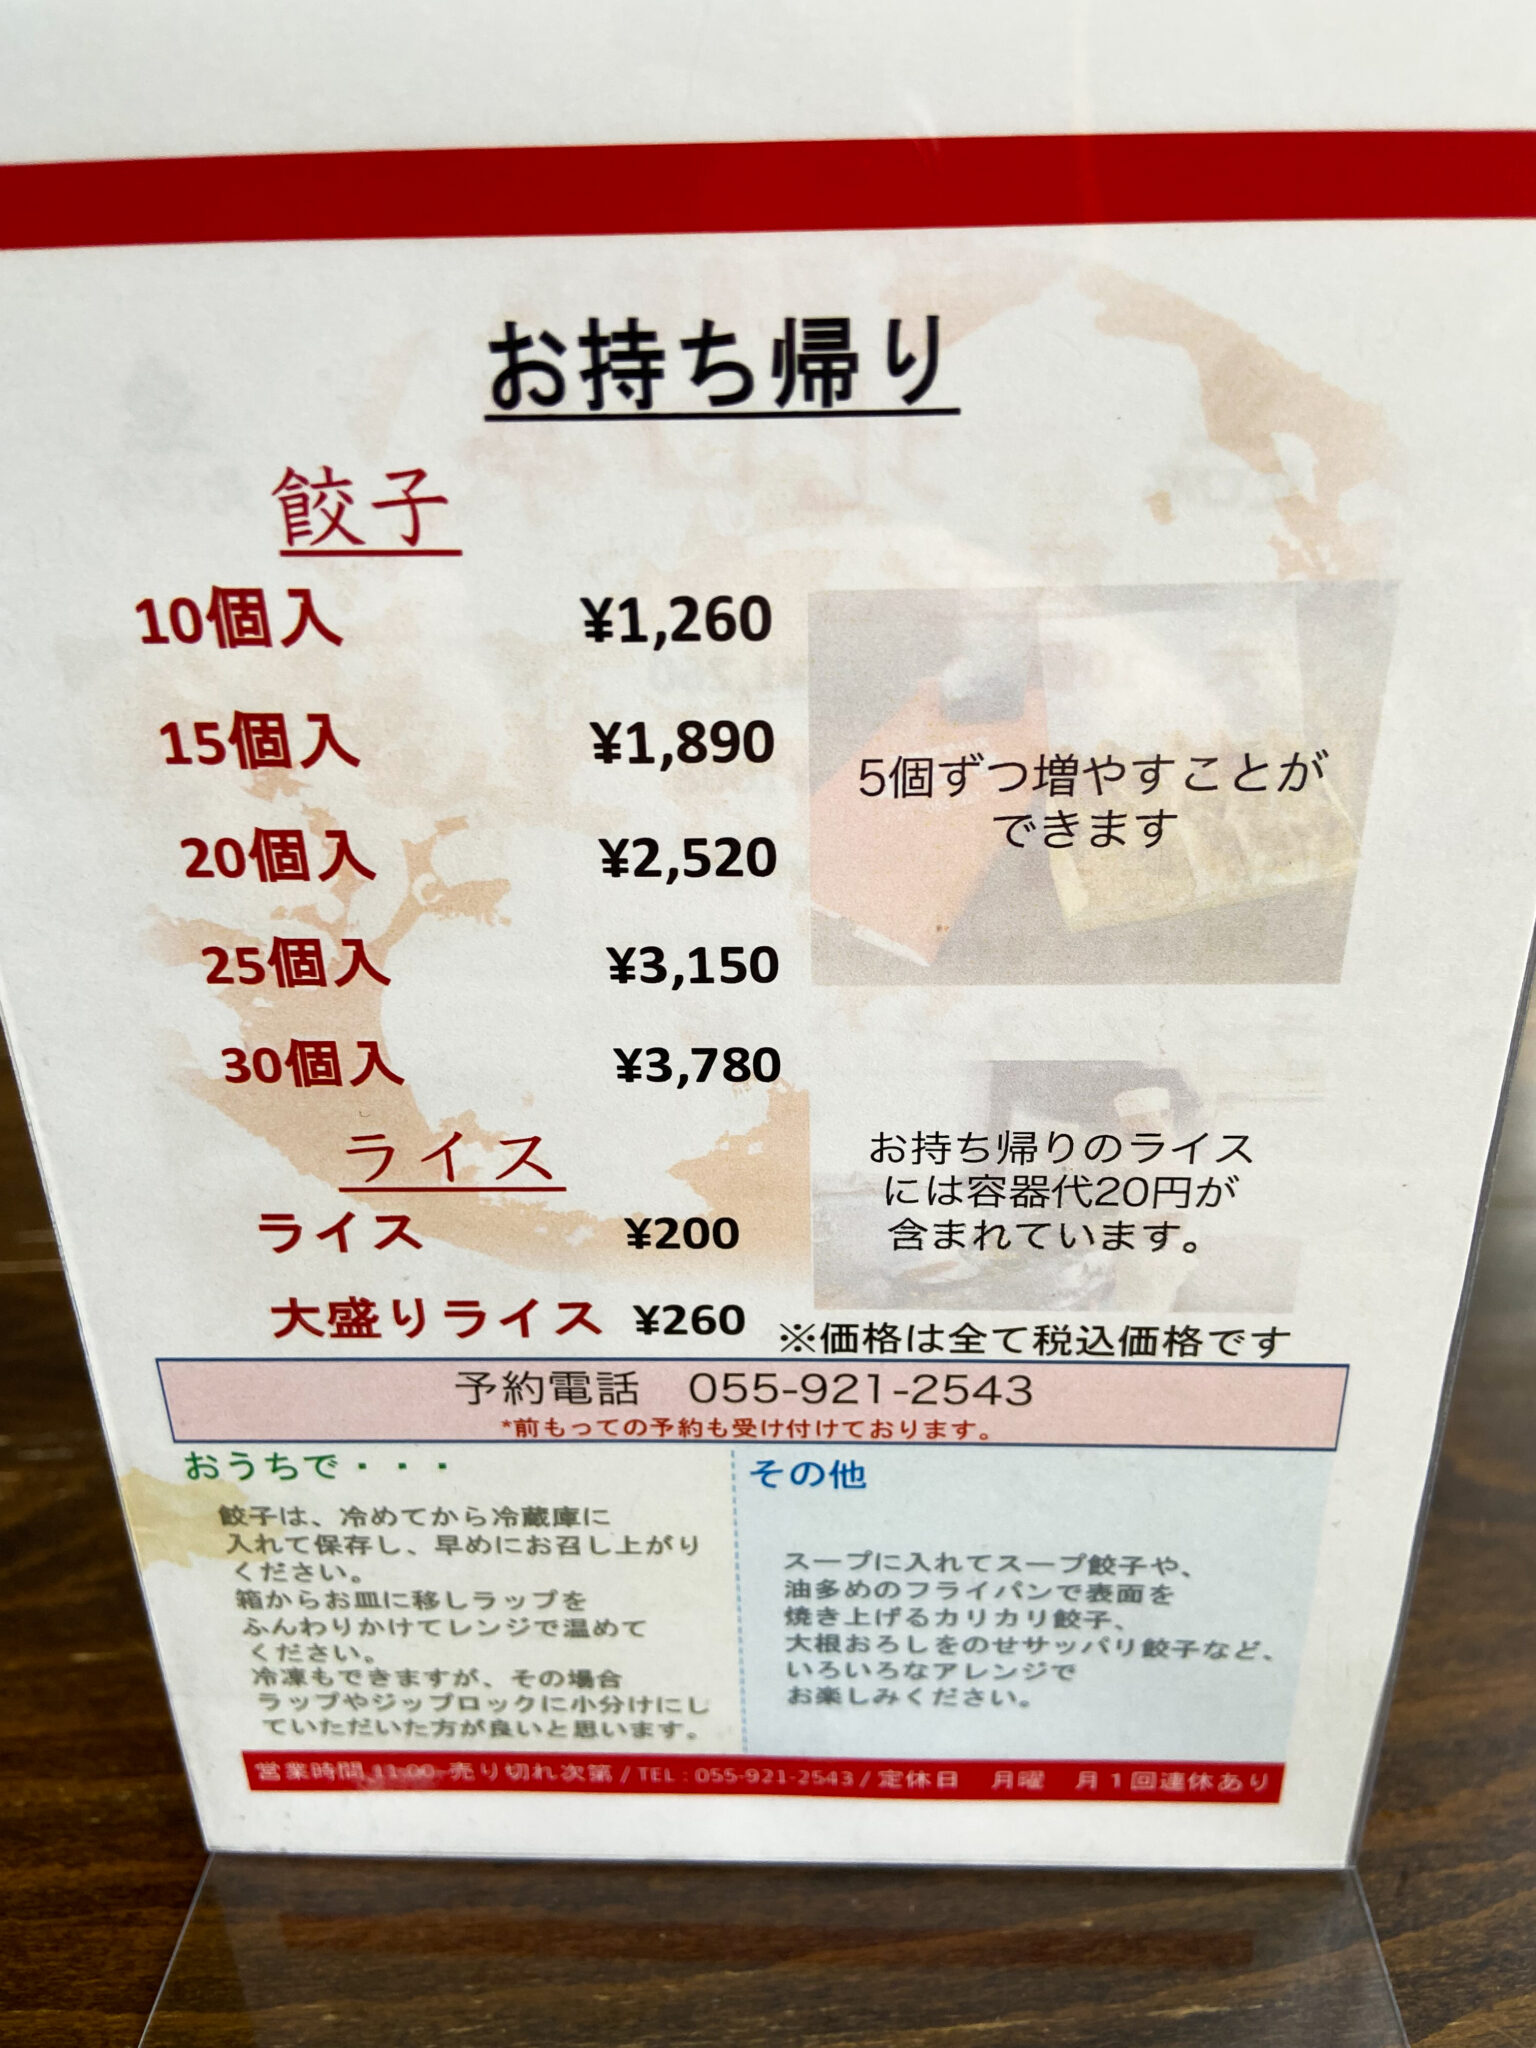 お持ち帰り
餃子
10個入 ¥1,260
15個入 ¥1,890
20個入 ¥2,520
25個入 ¥3,150
30個入 ¥3,780
5個ずつ増やすことが
できます
ライス
ライス ¥200
大盛りライス ¥260
お持ち帰りのライス
には容器代20円が
含まれています。
※価格は全て税込価格です
予約電話 055-921-2543
*前もっての予約も受け付けております。
おうちで・・・
餃子は、冷めてから冷蔵庫に
入れて保存し、早めにお召し上がり
ください。
箱からお皿に移しラップを
ふんわりかけてレンジで温めて
ください。
冷凍もできますが、その場合
ラップやジップロックに小分けにし
ていただいた方が良いと思います。
その他
スープに入れてスープ餃子や、
油多めのフライパンで表面を
焼き上げるカリカリ餃子、
大根おろしをのせサッパリ餃子など、
いろいろなアレンジで
お楽しみください。
営業時間 11:00-売り切れ次第 / TEL : 055-921-2543 / 定休日 月曜 月1回連休あり